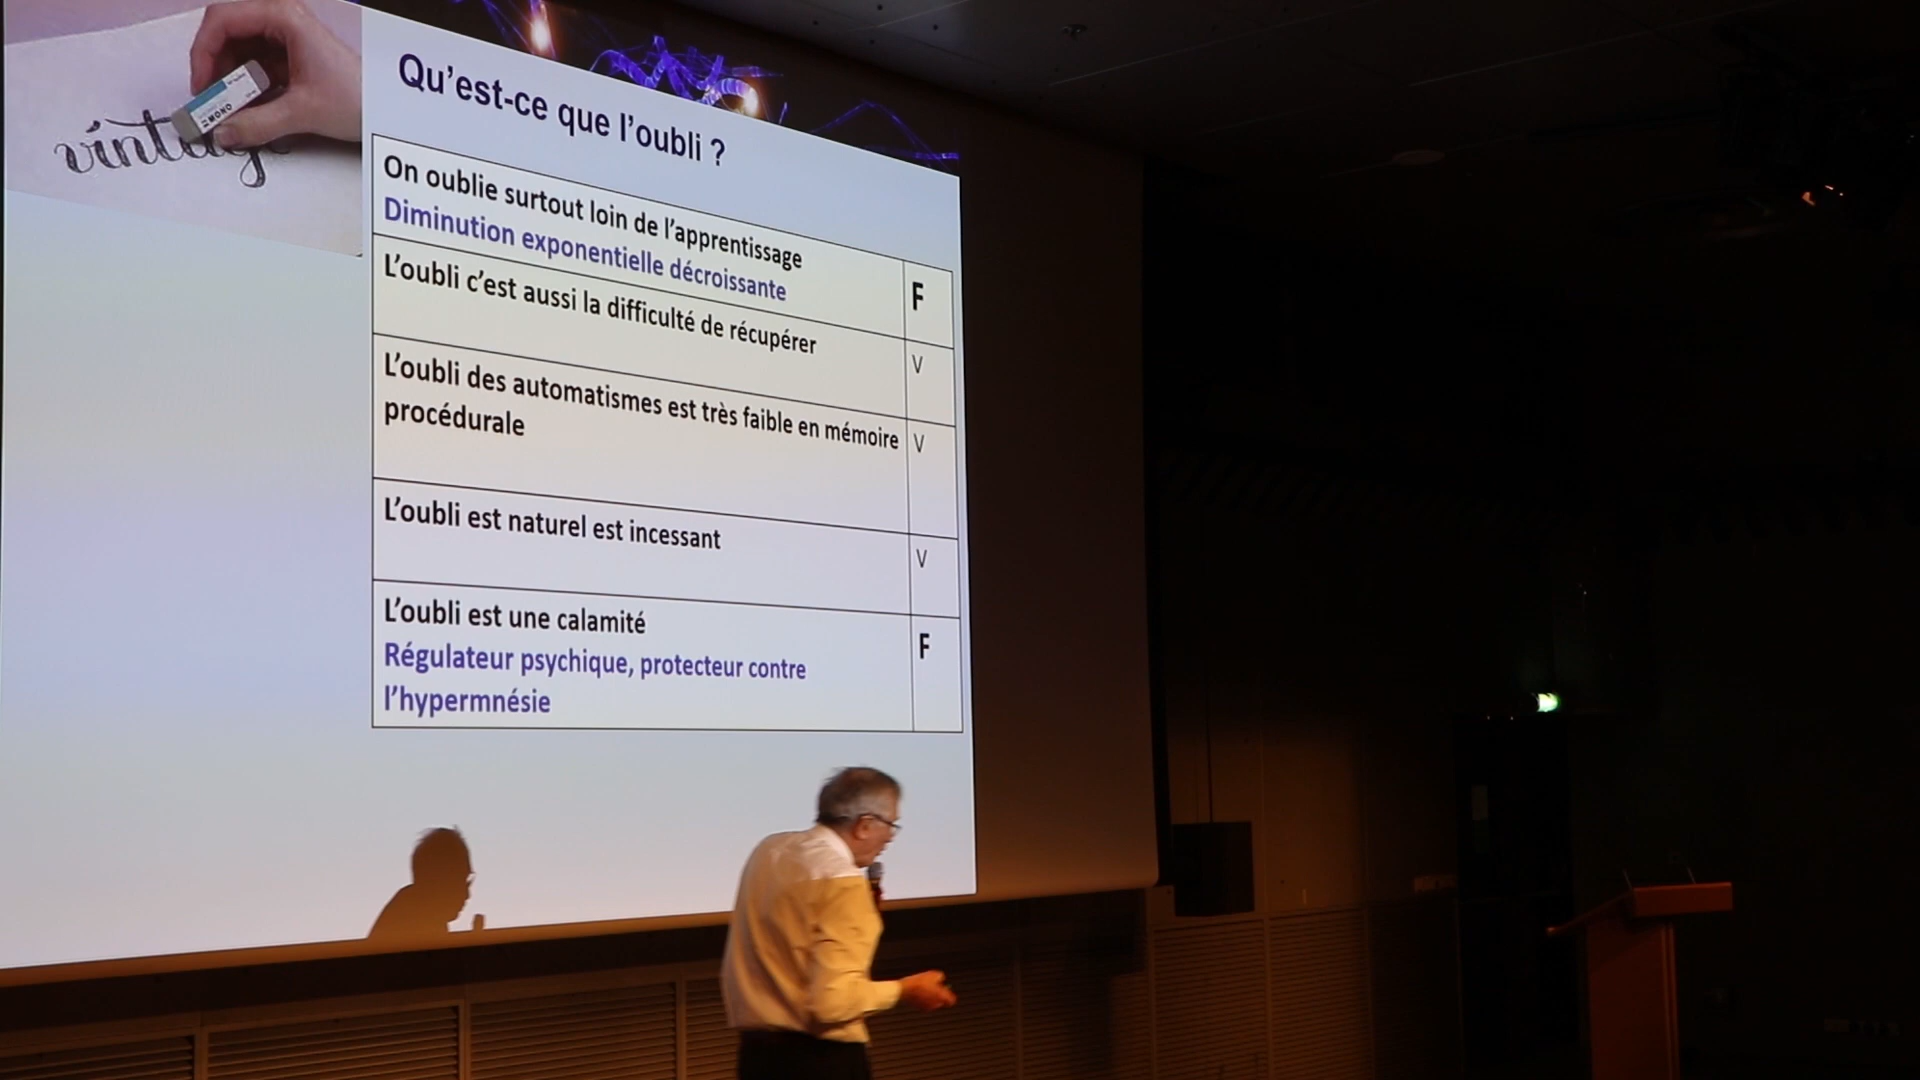 vintage
MONO
Qu'est-ce que l'oubli ?
On oublie surtout loin de l'apprentissage
Diminution exponentielle décroissante
F
L'oubli c'est aussi la difficulté de récupérer
V
L'oubli des automatismes est très faible en mémoire
procédurale
V
L'oubli est naturel est incessant
V
L'oubli est une calamité
Régulateur psychique, protecteur contre
l'hypermnésie
F